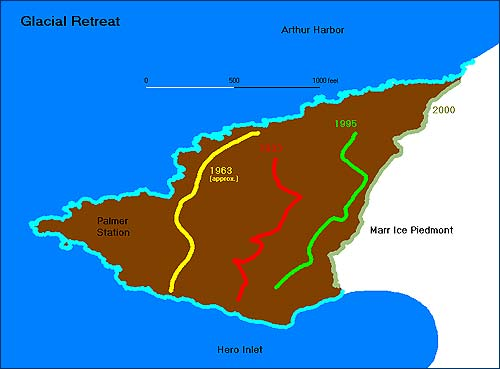 Glacial Retreat
Arthur Harbor
0
500
1000 feet
2000
1995
1963
(approx.)
Palmer
Station
Marr Ice Piedmont
Hero Inlet